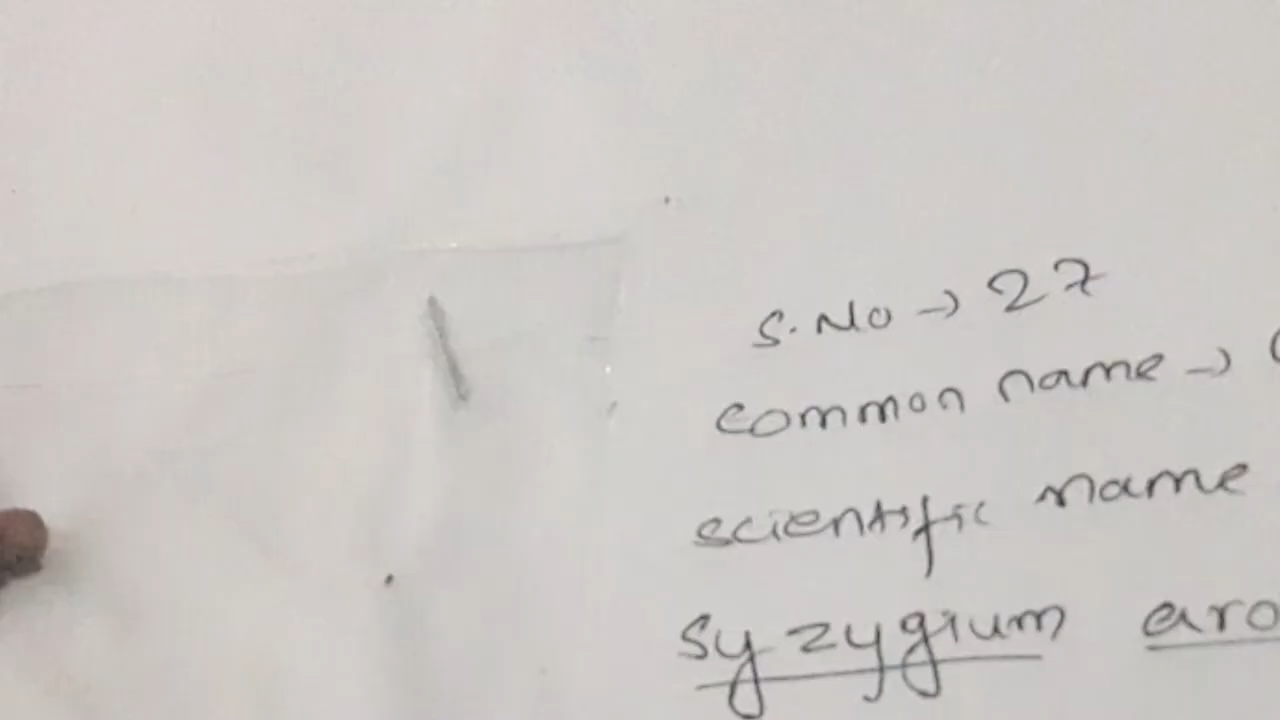 S.No → 27
common name →
scientific name
Syzygium aro